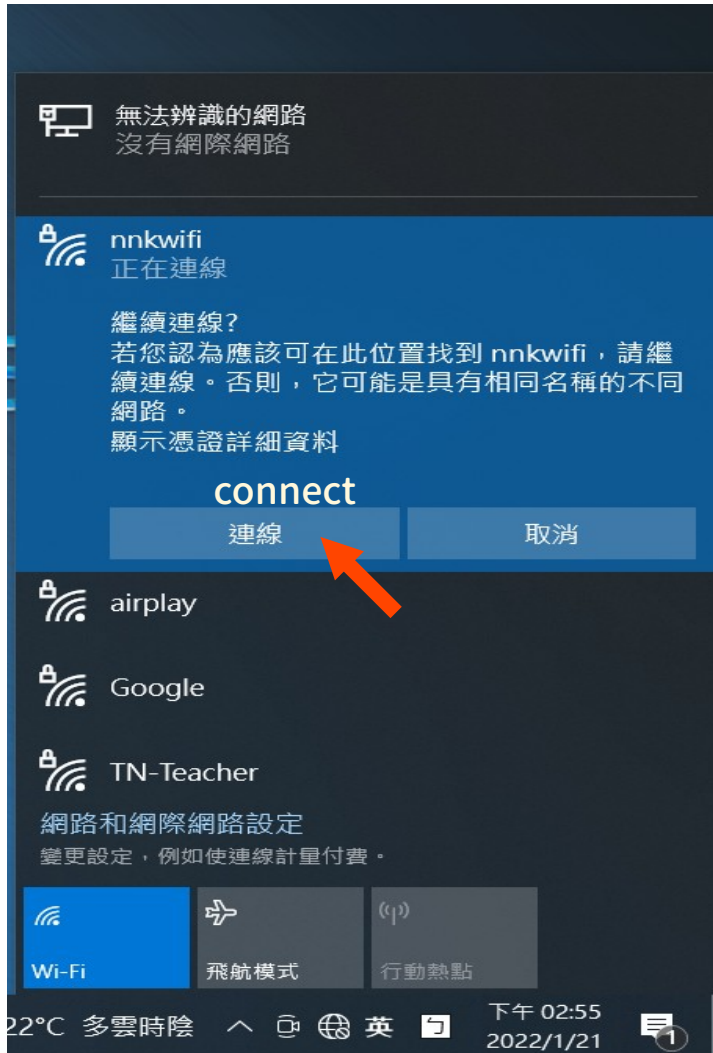 無法辨識的網路
沒有網際網路
nnkwifi
正在連線
繼續連線?
若您認為應該可在此位置找到 nnkwifi，請繼
續連線。否則，它可能是具有相同名稱的不同
網路。
顯示憑證詳細資料
connect
連線 取消
airplay
Google
TN-Teacher
網路和網際網路設定
變更設定，例如使連線計量付費。
Wi-Fi 飛航模式 行動熱點
22°C 多雲時陰 英 ㄅ 下午 02:55
2022/1/21 1